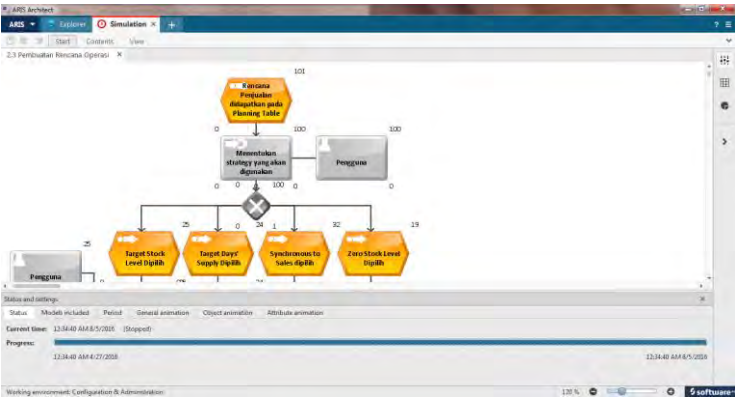 ARIS Architect
ARIS Explorer Simulation × +
Start Contents View
2.3 Pembuatan Rencana Operasi ×
101
Rencana
Penjualan
didapatkan pada
Planning Table
0 100 100
Menentukan
strategy yang akan
digunakan
Pengguna
0 0 100 0 0
25 0 24 1 32 19
25
Target Stock
Level Dipilih
Target Days'
Supply Dipilih
Synchronous to
Sales dipilih
Zero Stock Level
Dipilih
Pengguna
Status and settings
Status Models included Period General animation Object animation Attribute animation
Current time: 12:34:40 AM 8/5/2016 (Stopped)
Progress:
12:34:40 AM 4/27/2016 12:34:40 AM 8/5/2016
Working environment: Configuration & Administration
120 %
software